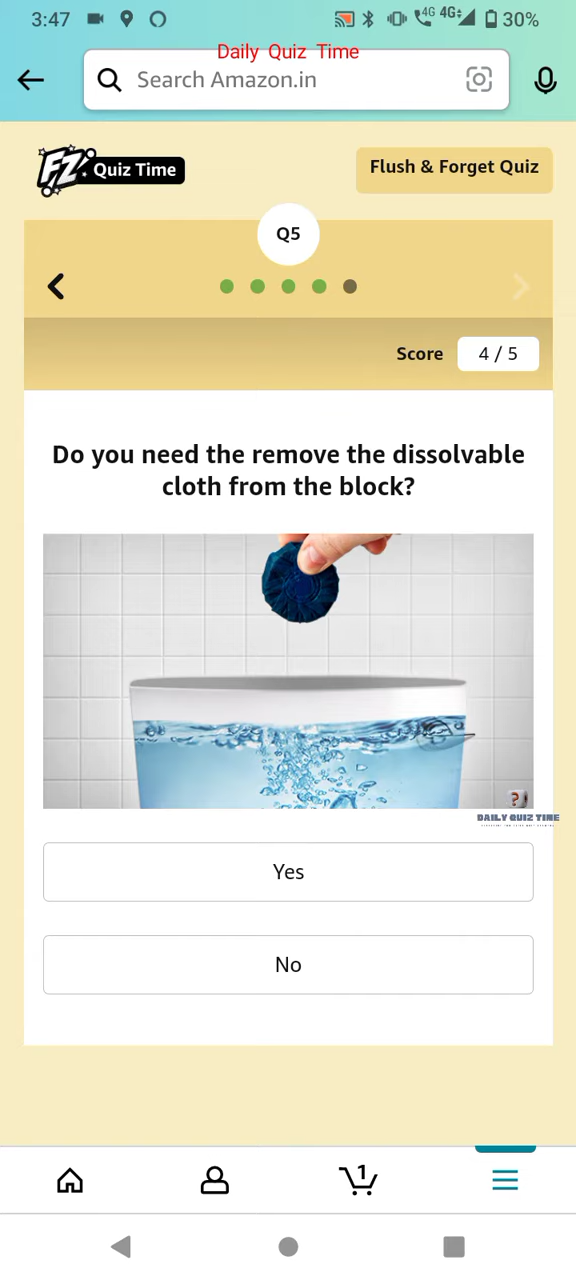 3:47
4G 4G 30%
Daily Quiz Time
Search Amazon.in
FZ Quiz Time
Flush & Forget Quiz
Q5
Score 4 / 5
Do you need the remove the dissolvable
cloth from the block?
?
DAILY QUIZ TIME
Yes
No
1